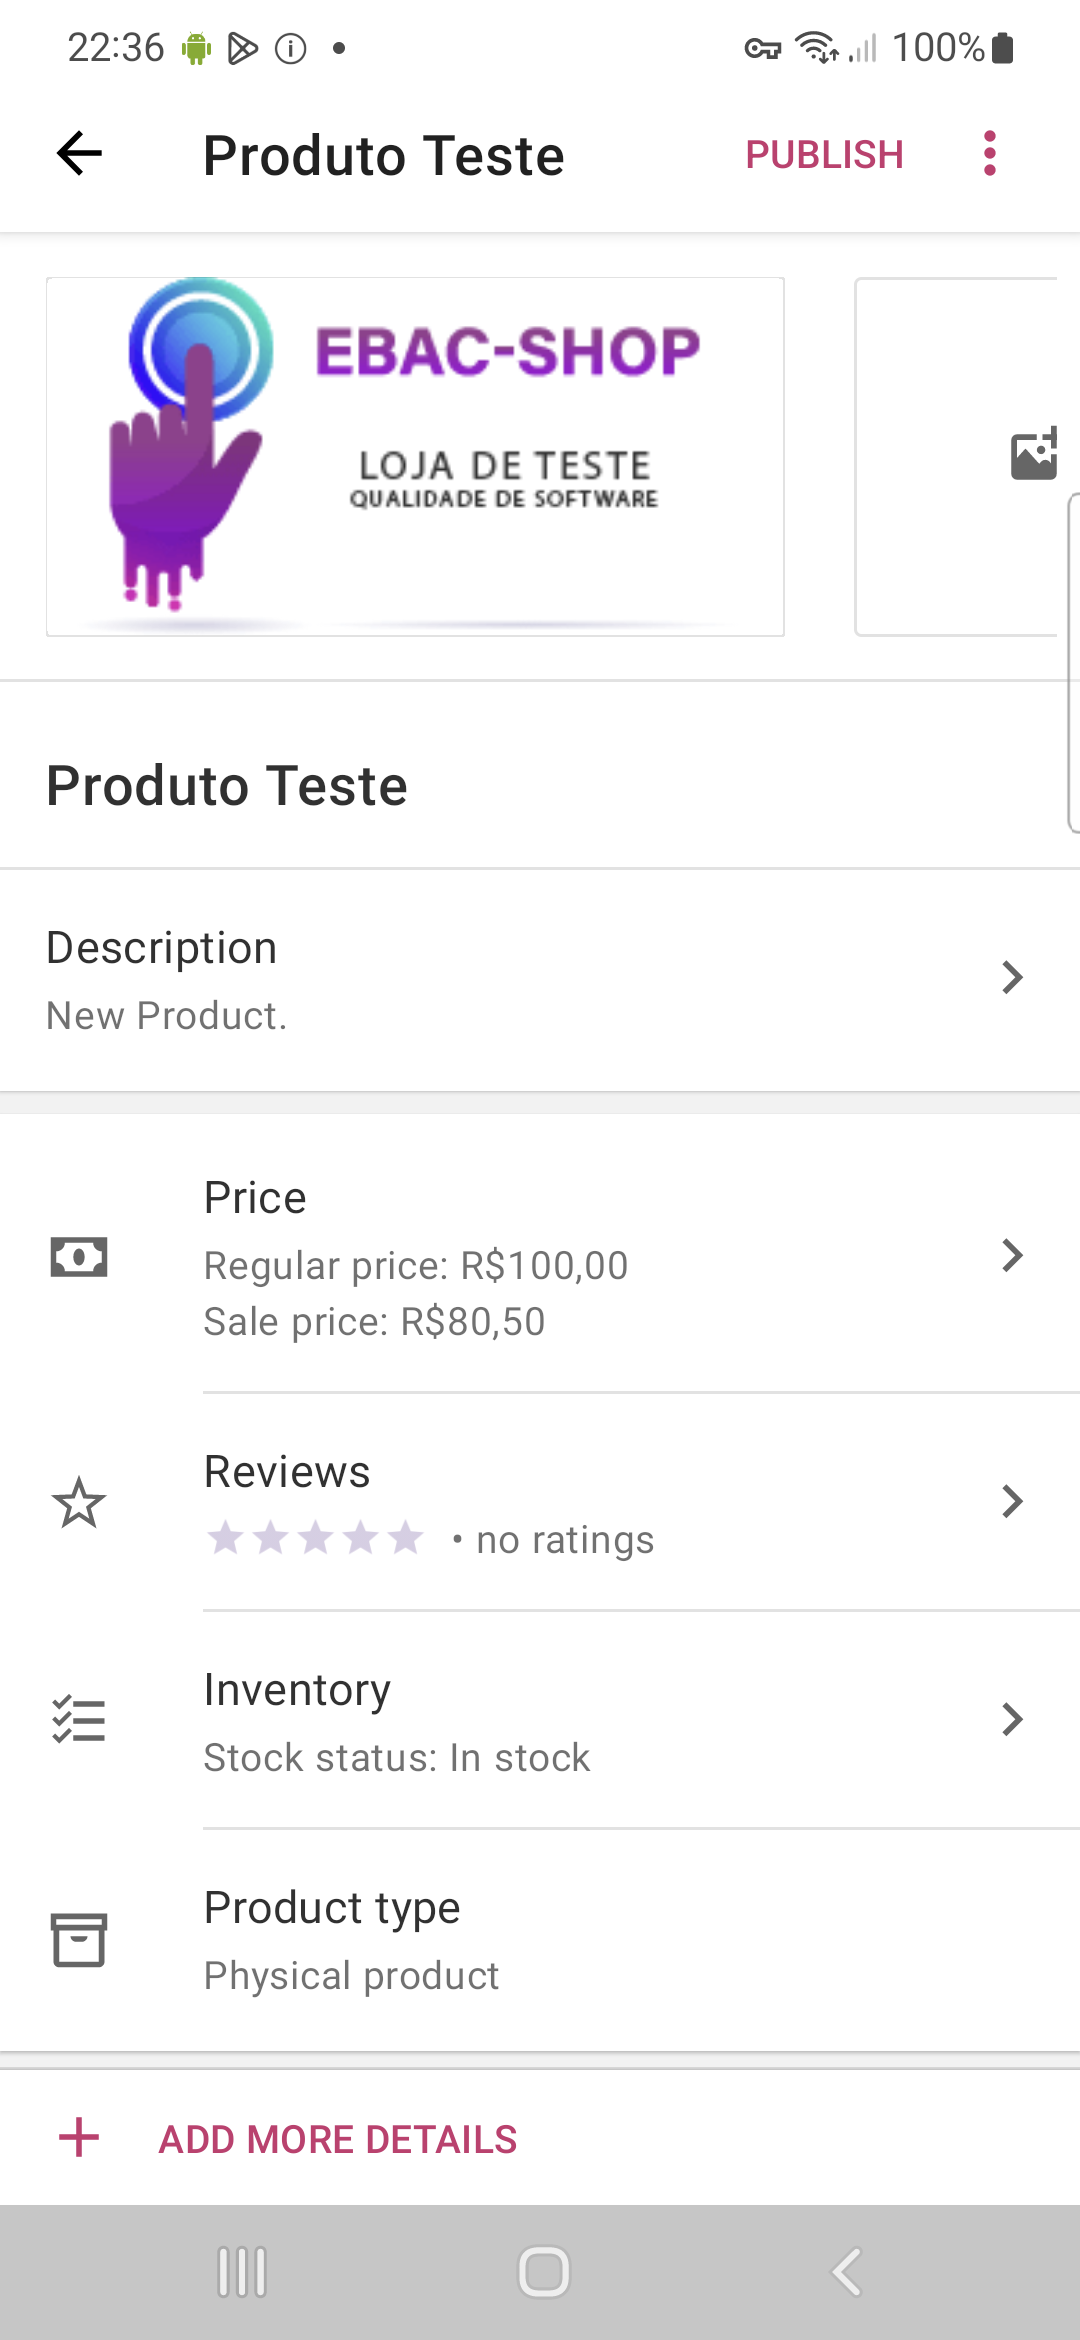 22:36
100%
Produto Teste
PUBLISH
EBAC-SHOP
LOJA DE TESTE
QUALIDADE DE SOFTWARE
Produto Teste
Description
New Product.
Price
Regular price: R$100,00
Sale price: R$80,50
Reviews
• no ratings
Inventory
Stock status: In stock
Product type
Physical product
ADD MORE DETAILS